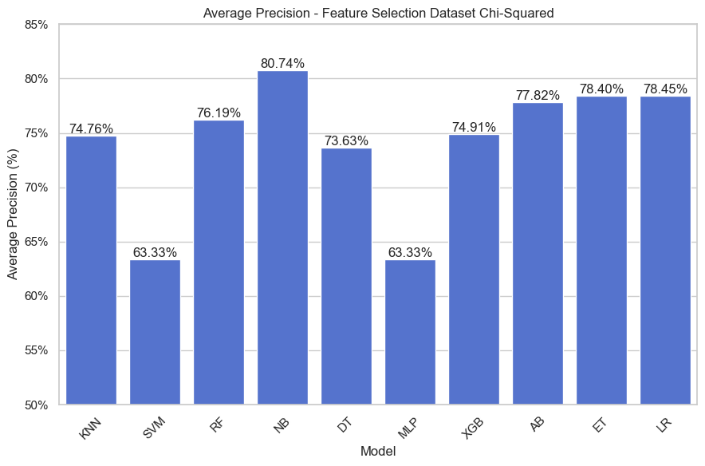 Average Precision - Feature Selection Dataset Chi-Squared
Average Precision (%)
85%
80%
75%
70%
65%
60%
55%
50%
74.76%
63.33%
76.19%
80.74%
73.63%
63.33%
74.91%
77.82%
78.40%
78.45%
KNN
SVM
RF
NB
DT
MLP
XGB
AB
ET
LR
Model